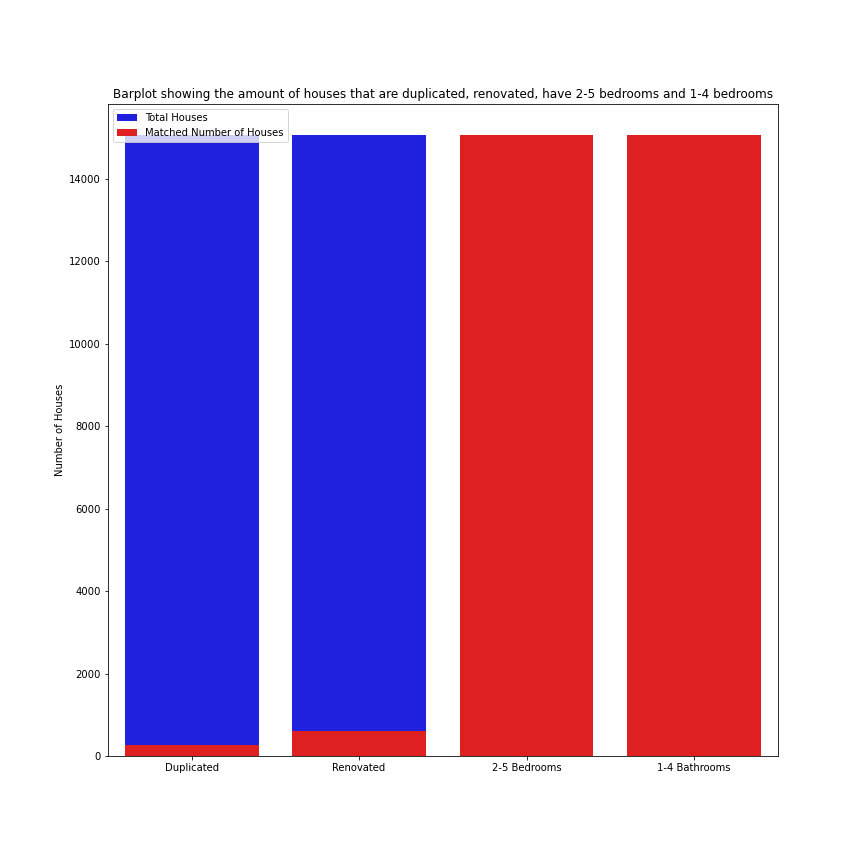 Barplot showing the amount of houses that are duplicated, renovated, have 2-5 bedrooms and 1-4 bedrooms
Total Houses
Matched Number of Houses
14000
12000
10000
8000
6000
4000
2000
0
Number of Houses
Duplicated
Renovated
2-5 Bedrooms
1-4 Bathrooms